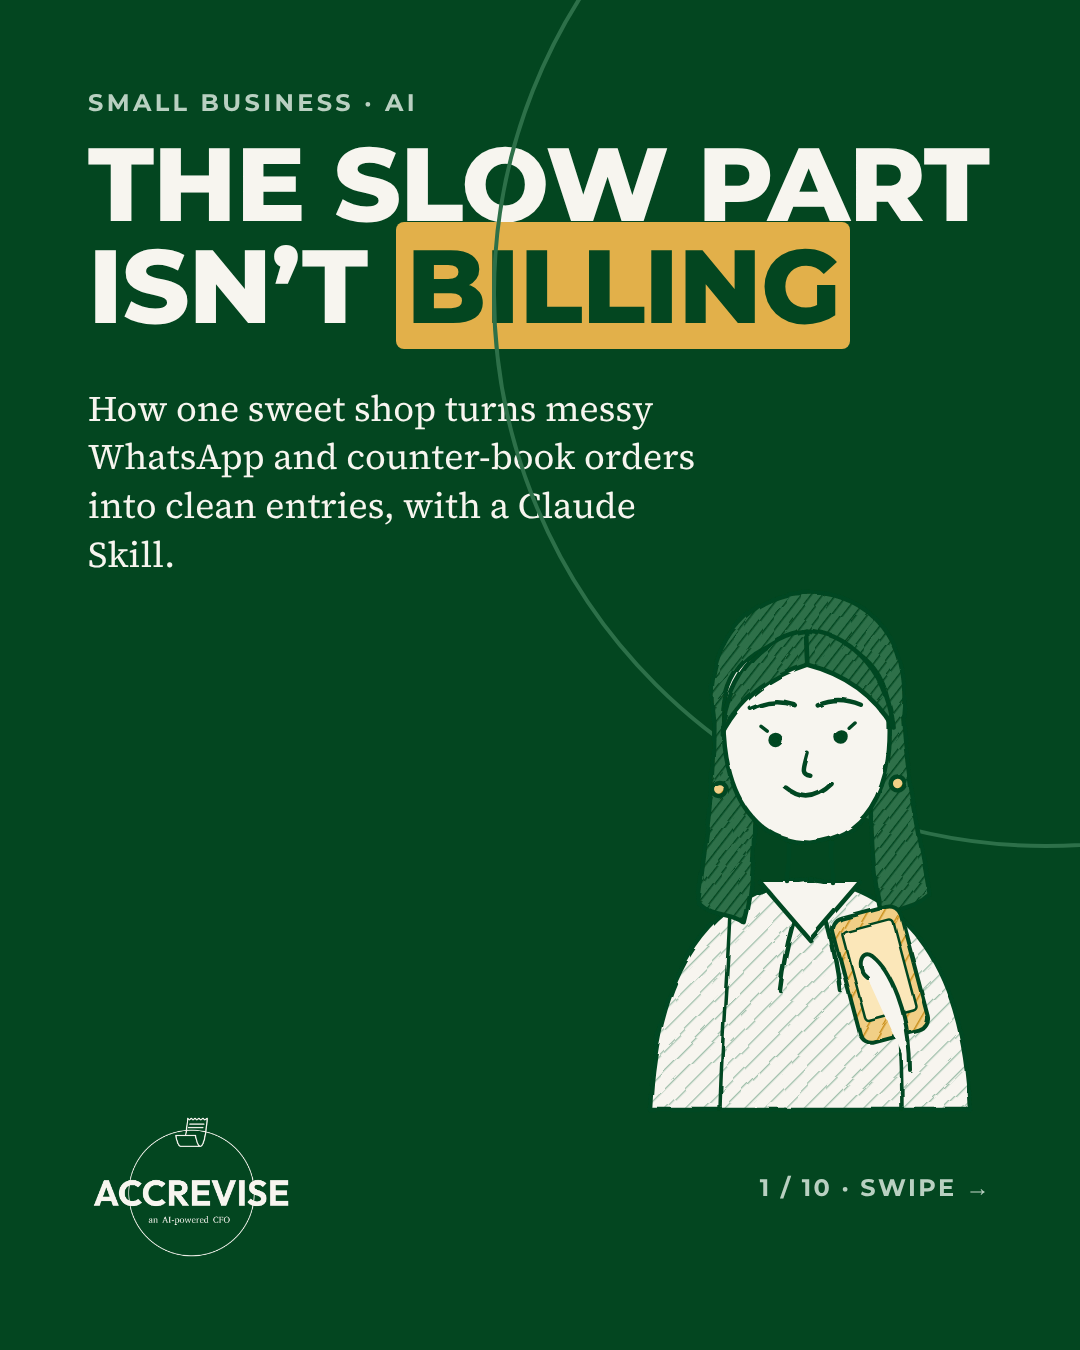 SMALL BUSINESS · AI
THE SLOW PART
ISN’T BILLING
How one sweet shop turns messy
WhatsApp and counter-book orders
into clean entries, with a Claude
Skill.
ACCREVISE
an AI-powered CFO
1 / 10 · SWIPE →